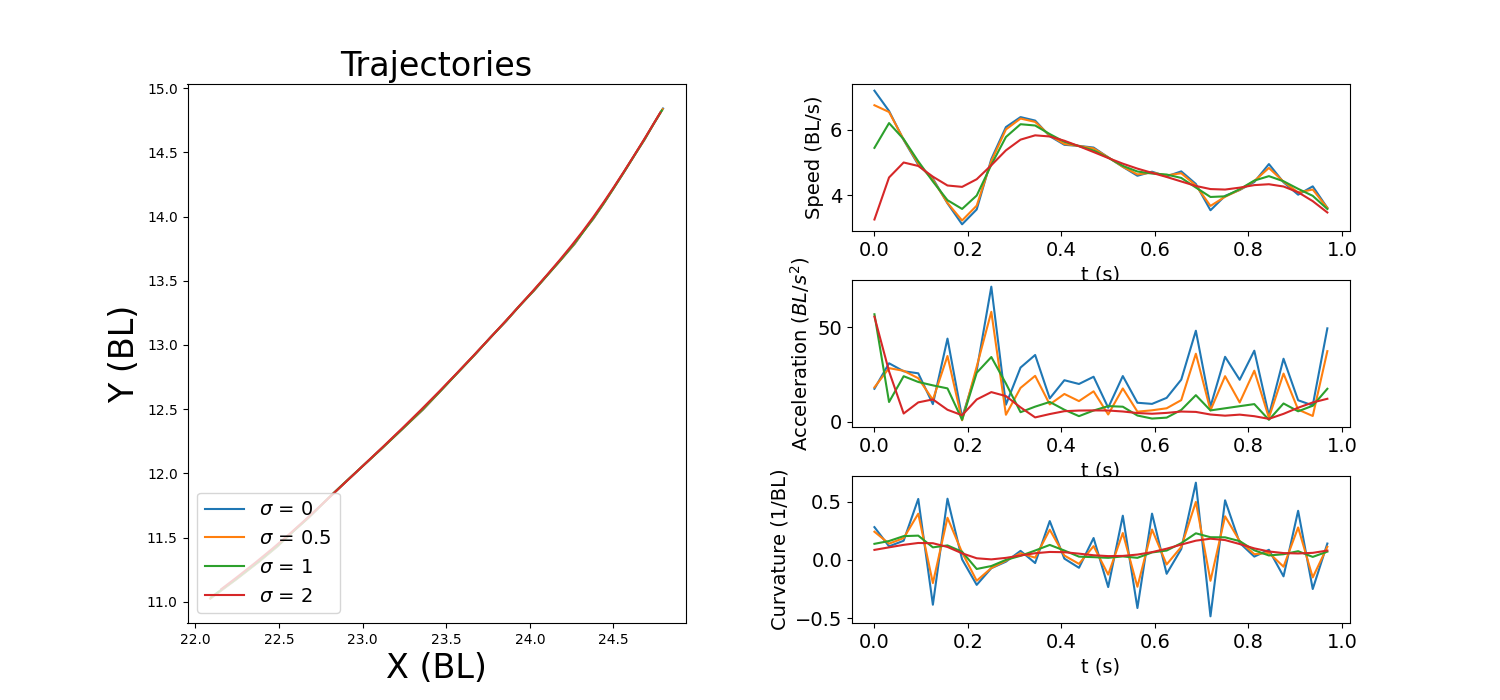 Trajectories
Y (BL)
15.0
14.5
14.0
13.5
13.0
12.5
12.0
11.5
11.0
σ = 0
σ = 0.5
σ = 1
σ = 2
22.0 22.5 23.0 23.5 24.0 24.5
X (BL)
Speed (BL/s)
6
4
0.0 0.2 0.4 0.6 0.8 1.0
t (s)
Acceleration (BL/s²)
50
0
0.0 0.2 0.4 0.6 0.8 1.0
t (s)
Curvature (1/BL)
0.5
0.0
−0.5
0.0 0.2 0.4 0.6 0.8 1.0
t (s)